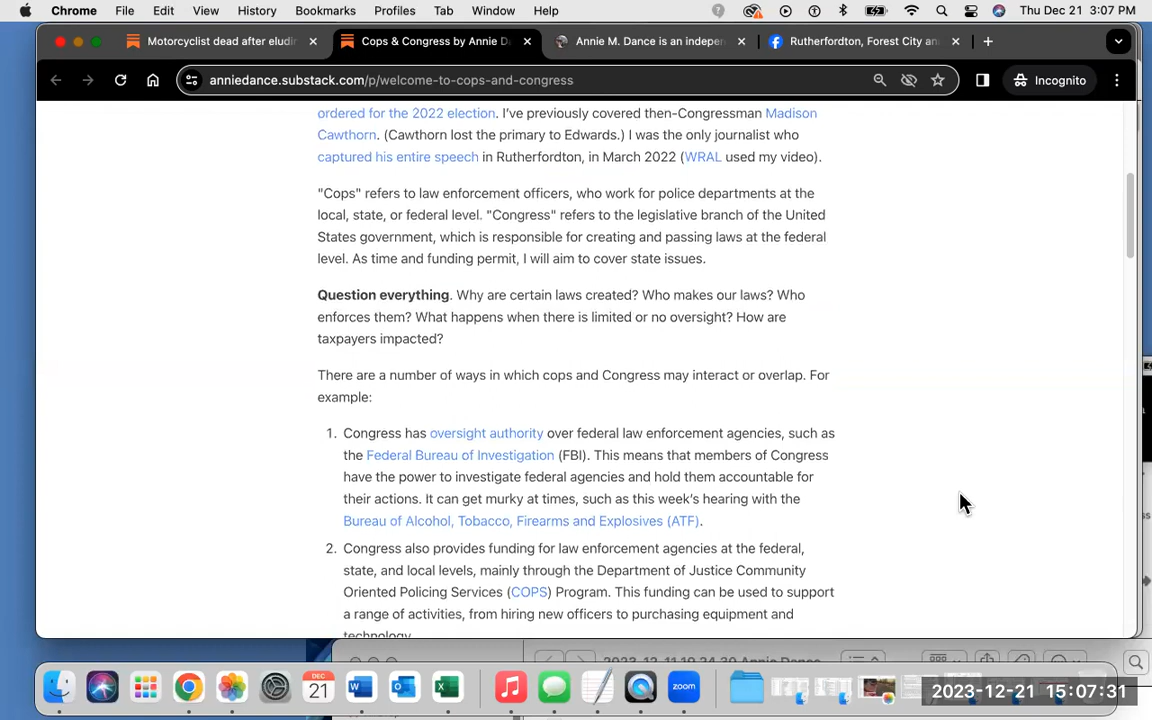 Chrome File Edit View History Bookmarks Profiles Tab Window Help Thu Dec 21 3:07 PM
Motorcyclist dead after eludi
Cops & Congress by Annie D
Annie M. Dance is an indepen
Rutherfordton, Forest City an
anniedance.substack.com/p/welcome-to-cops-and-congress
Incognito
ordered for the 2022 election. I've previously covered then-Congressman Madison
Cawthorn. (Cawthorn lost the primary to Edwards.) I was the only journalist who
captured his entire speech in Rutherfordton, in March 2022 (WRAL used my video).
"Cops" refers to law enforcement officers, who work for police departments at the
local, state, or federal level. "Congress" refers to the legislative branch of the United
States government, which is responsible for creating and passing laws at the federal
level. As time and funding permit, I will aim to cover state issues.
Question everything. Why are certain laws created? Who makes our laws? Who
enforces them? What happens when there is limited or no oversight? How are
taxpayers impacted?
There are a number of ways in which cops and Congress may interact or overlap. For
example:
1. Congress has oversight authority over federal law enforcement agencies, such as
the Federal Bureau of Investigation (FBI). This means that members of Congress
have the power to investigate federal agencies and hold them accountable for
their actions. It can get murky at times, such as this week's hearing with the
Bureau of Alcohol, Tobacco, Firearms and Explosives (ATF).
2. Congress also provides funding for law enforcement agencies at the federal,
state, and local levels, mainly through the Department of Justice Community
Oriented Policing Services (COPS) Program. This funding can be used to support
a range of activities, from hiring new officers to purchasing equipment and
technology.
2023-12-11 19.24.30 Annie Dance
DEC
21
zoom
2023-12-21 15:07:31